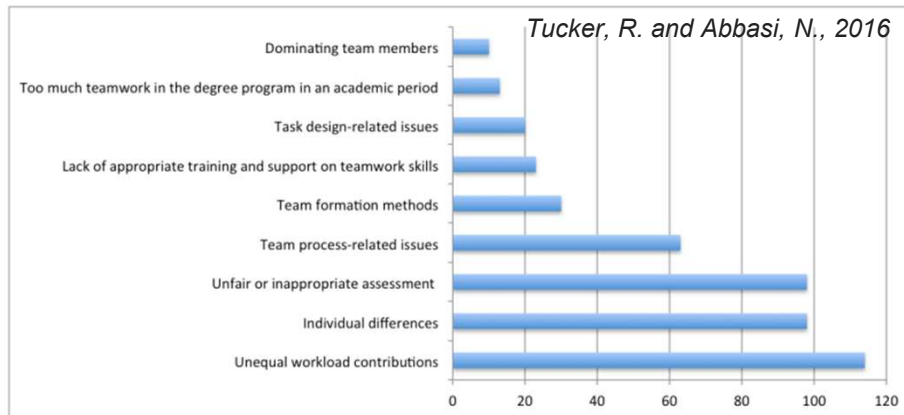 Tucker, R. and Abbasi, N., 2016
Dominating team members
Too much teamwork in the degree program in an academic period
Task design-related issues
Lack of appropriate training and support on teamwork skills
Team formation methods
Team process-related issues
Unfair or inappropriate assessment
Individual differences
Unequal workload contributions
0 20 40 60 80 100 120